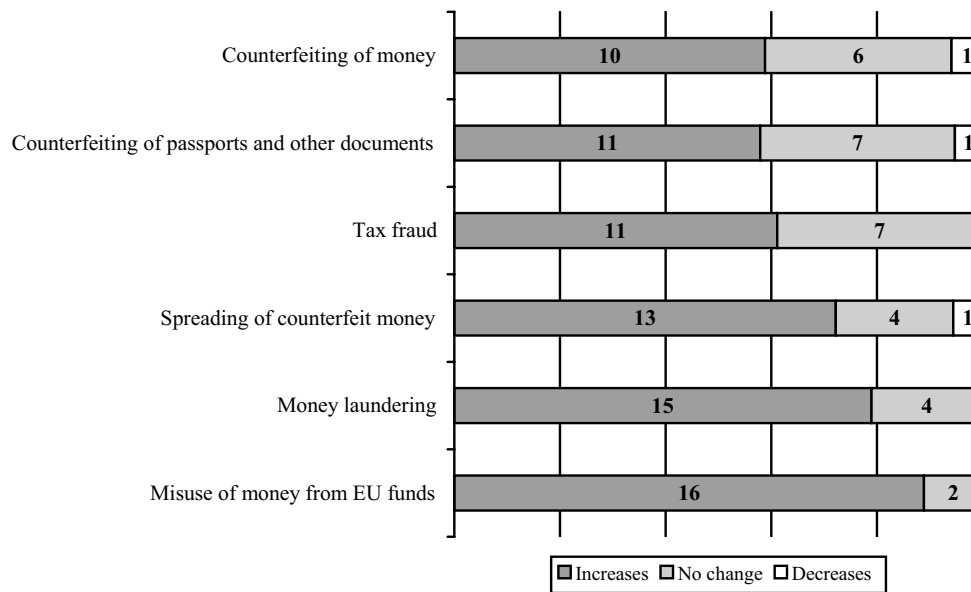 Counterfeiting of money 10 6 1
Counterfeiting of passports and other documents 11 7 1
Tax fraud 11 7
Spreading of counterfeit money 13 4 1
Money laundering 15 4
Misuse of money from EU funds 16 2
Increases No change Decreases